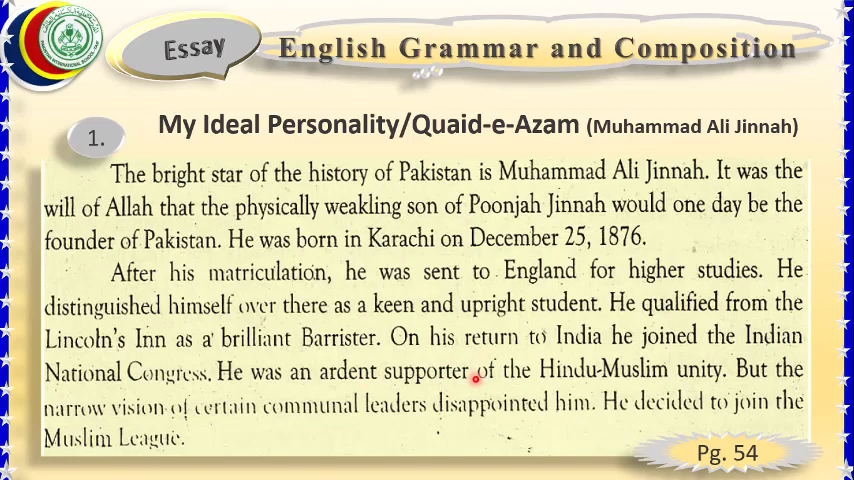 Essay
English Grammar and Composition
1.
My Ideal Personality/Quaid-e-Azam (Muhammad Ali Jinnah)
The bright star of the history of Pakistan is Muhammad Ali Jinnah. It was the
will of Allah that the physically weakling son of Poonjah Jinnah would one day be the
founder of Pakistan. He was born in Karachi on December 25, 1876.
After his matriculation, he was sent to England for higher studies. He
distinguished himself over there as a keen and upright student. He qualified from the
Lincoln's Inn as a brilliant Barrister. On his return to India he joined the Indian
National Congress. He was an ardent supporter of the Hindu-Muslim unity. But the
narrow vision of certain communal leaders disappointed him. He decided to join the
Muslim League.
Pg. 54